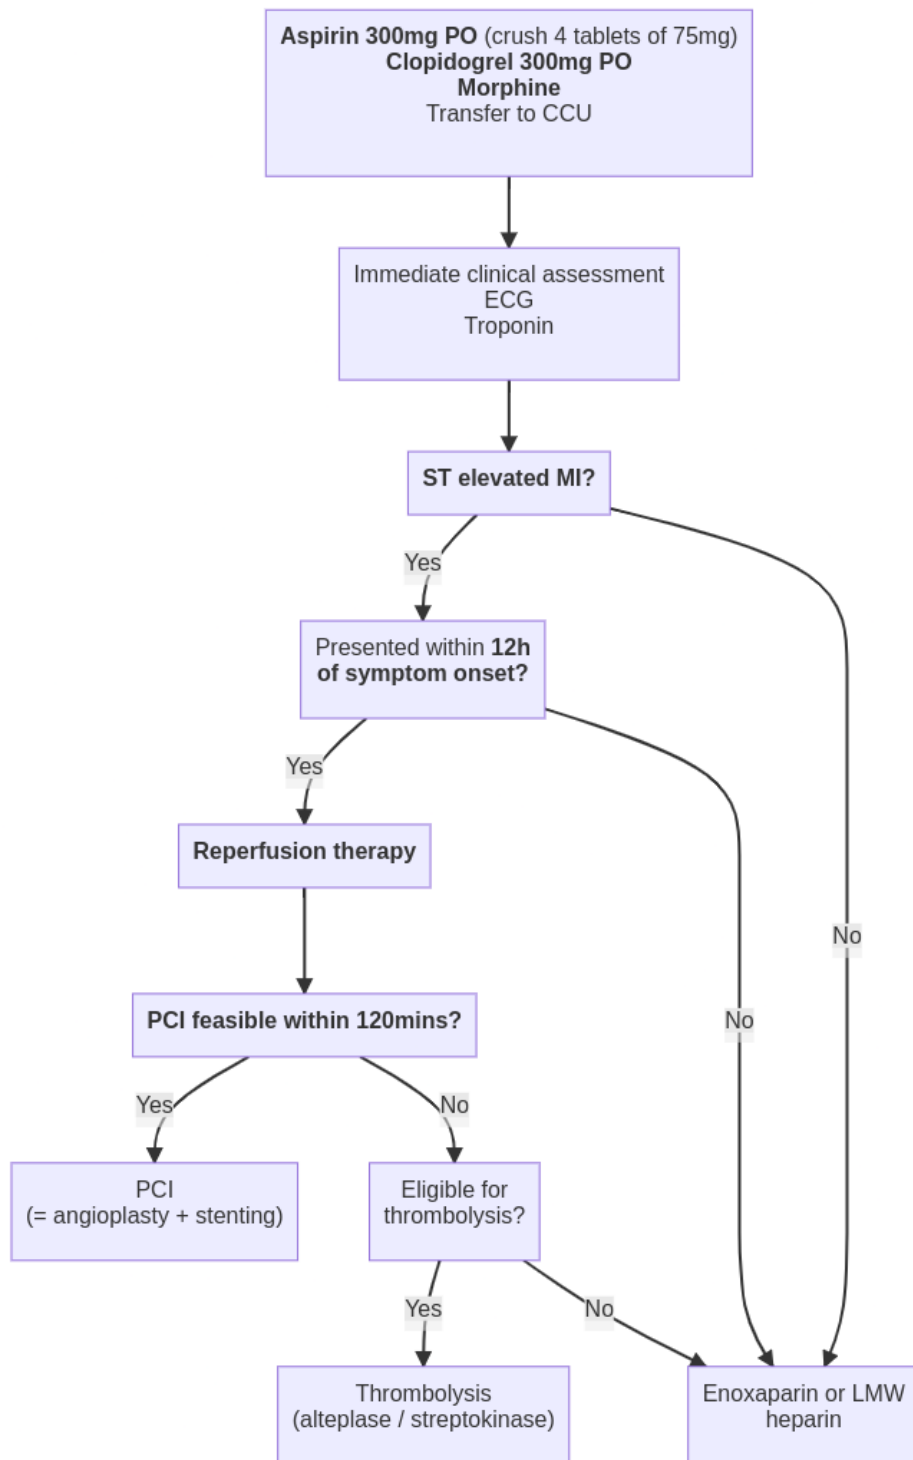 Aspirin 300mg PO (crush 4 tablets of 75mg)
Clopidogrel 300mg PO
Morphine
Transfer to CCU
Immediate clinical assessment
ECG
Troponin
ST elevated MI?
Yes
Presented within 12h
of symptom onset?
Yes
Reperfusion therapy
No
PCI feasible within 120mins?
No
Yes
No
PCI
(= angioplasty + stenting)
Eligible for
thrombolysis?
Yes
No
Thrombolysis
(alteplase / streptokinase)
Enoxaparin or LMW
heparin